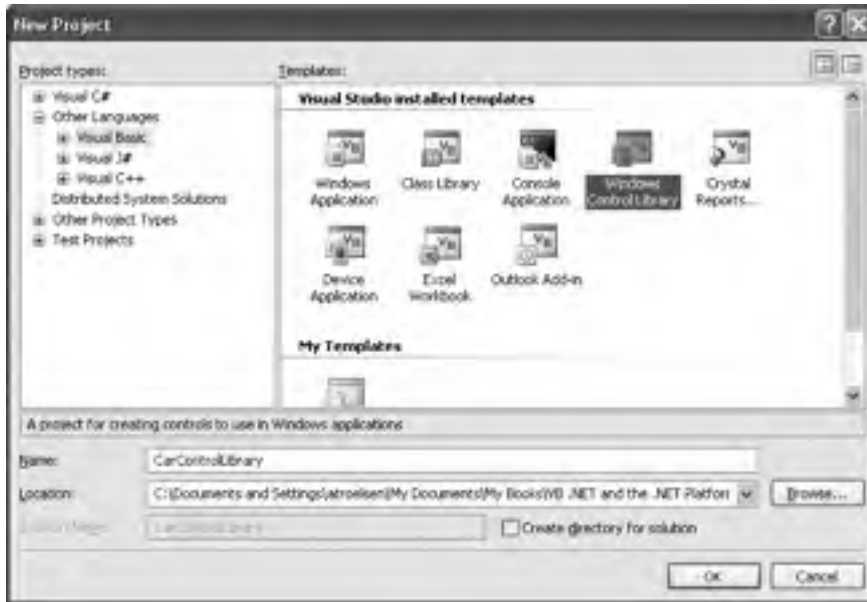 New Project
Project types:
Templates:
Visual C#
Other Languages
Visual Basic
Visual J#
Visual C++
Distributed System Solutions
Other Project Types
Test Projects
Visual Studio installed templates
Windows Application
Class Library
Console Application
Windows Control Library
Crystal Reports...
Device Application
Excel Workbook
Outlook Add-in
My Templates
A project for creating controls to use in Windows applications
Name:
CarControlLibrary
Location:
C:\Documents and Settings\atroelsen\My Documents\My Books\VB .NET and the .NET Platform
Browse...
Create directory for solution
OK
Cancel